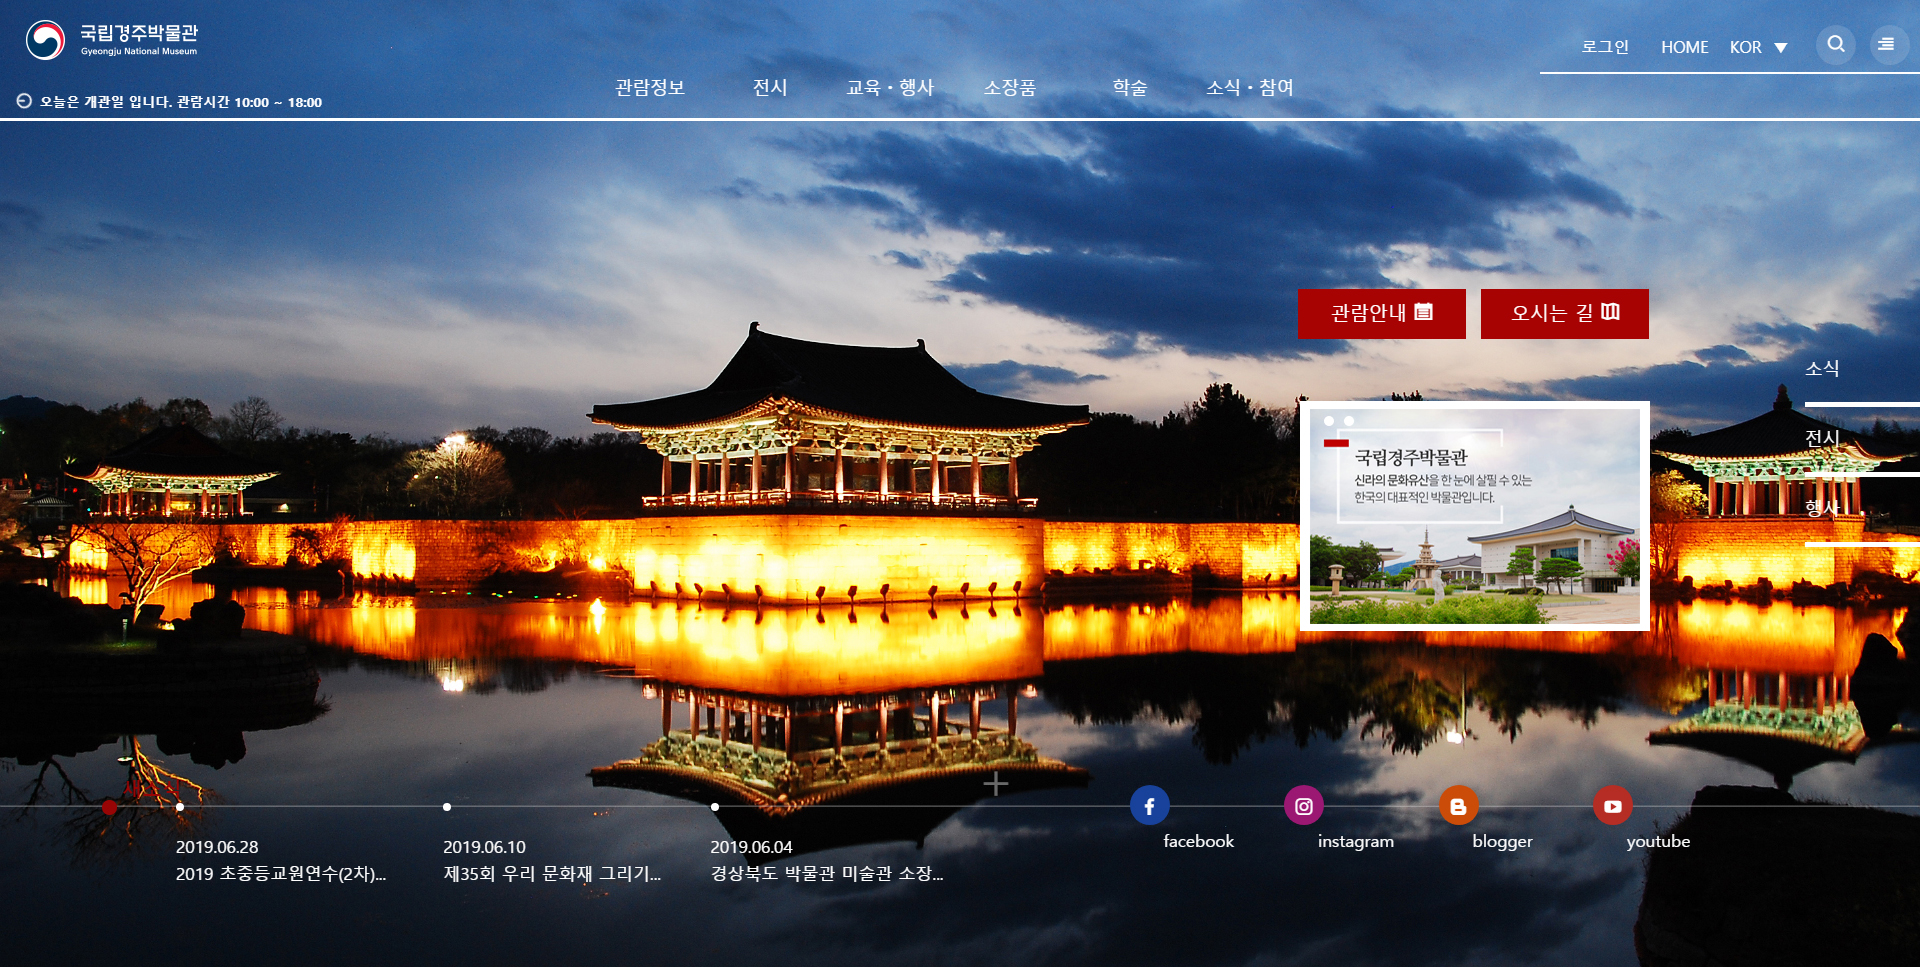 국립경주박물관
Gyeongju National Museum
로그인 HOME KOR
관람정보 전시 교육·행사 소장품 학술 소식·참여
오늘은 개관일 입니다. 관람시간 10:00 ~ 18:00
관람안내
오시는 길
소식
전시
행사
국립경주박물관
신라의 문화유산을 한 눈에 살필 수 있는
한국의 대표적인 박물관입니다.
2019.06.28
2019 초중등교원연수(2차)...
2019.06.10
제35회 우리 문화재 그리기...
2019.06.04
경상북도 박물관 미술관 소장...
facebook
instagram
blogger
youtube